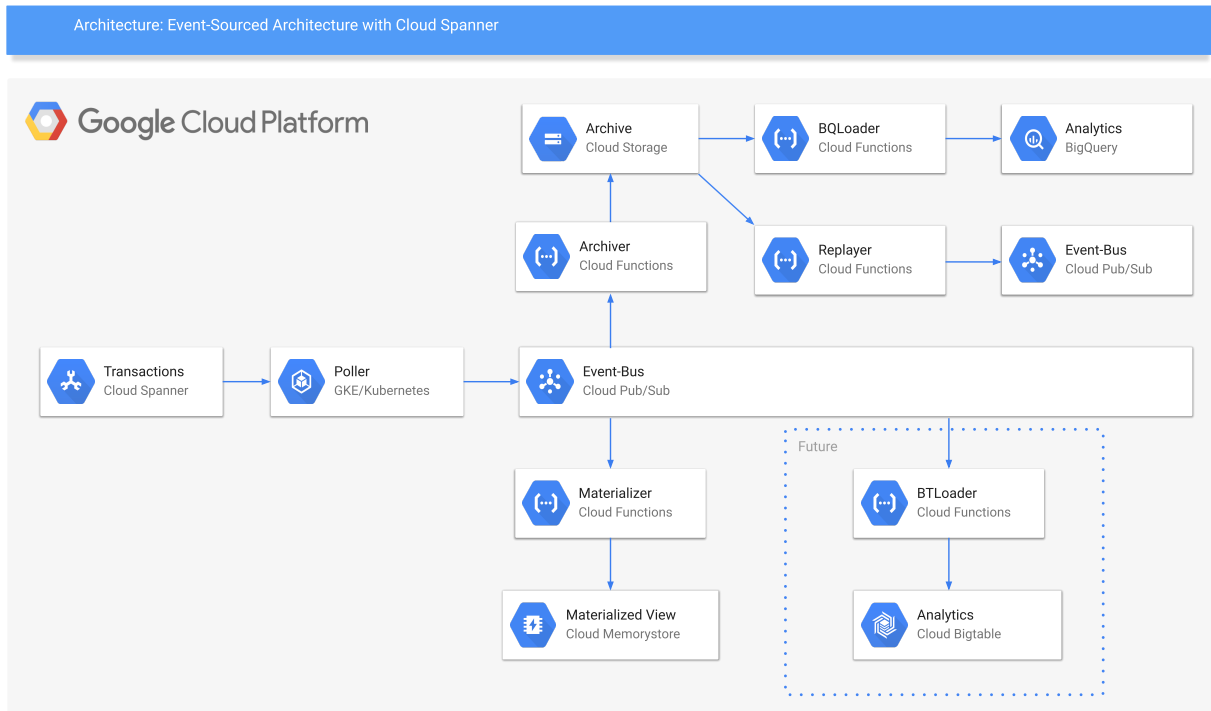 Architecture: Event-Sourced Architecture with Cloud Spanner
Google Cloud Platform
Archive
Cloud Storage
BQLoader
Cloud Functions
Analytics
BigQuery
Archiver
Cloud Functions
Replayer
Cloud Functions
Event-Bus
Cloud Pub/Sub
Transactions
Cloud Spanner
Poller
GKE/Kubernetes
Event-Bus
Cloud Pub/Sub
Future
Materializer
Cloud Functions
BTLoader
Cloud Functions
Materialized View
Cloud Memorystore
Analytics
Cloud Bigtable